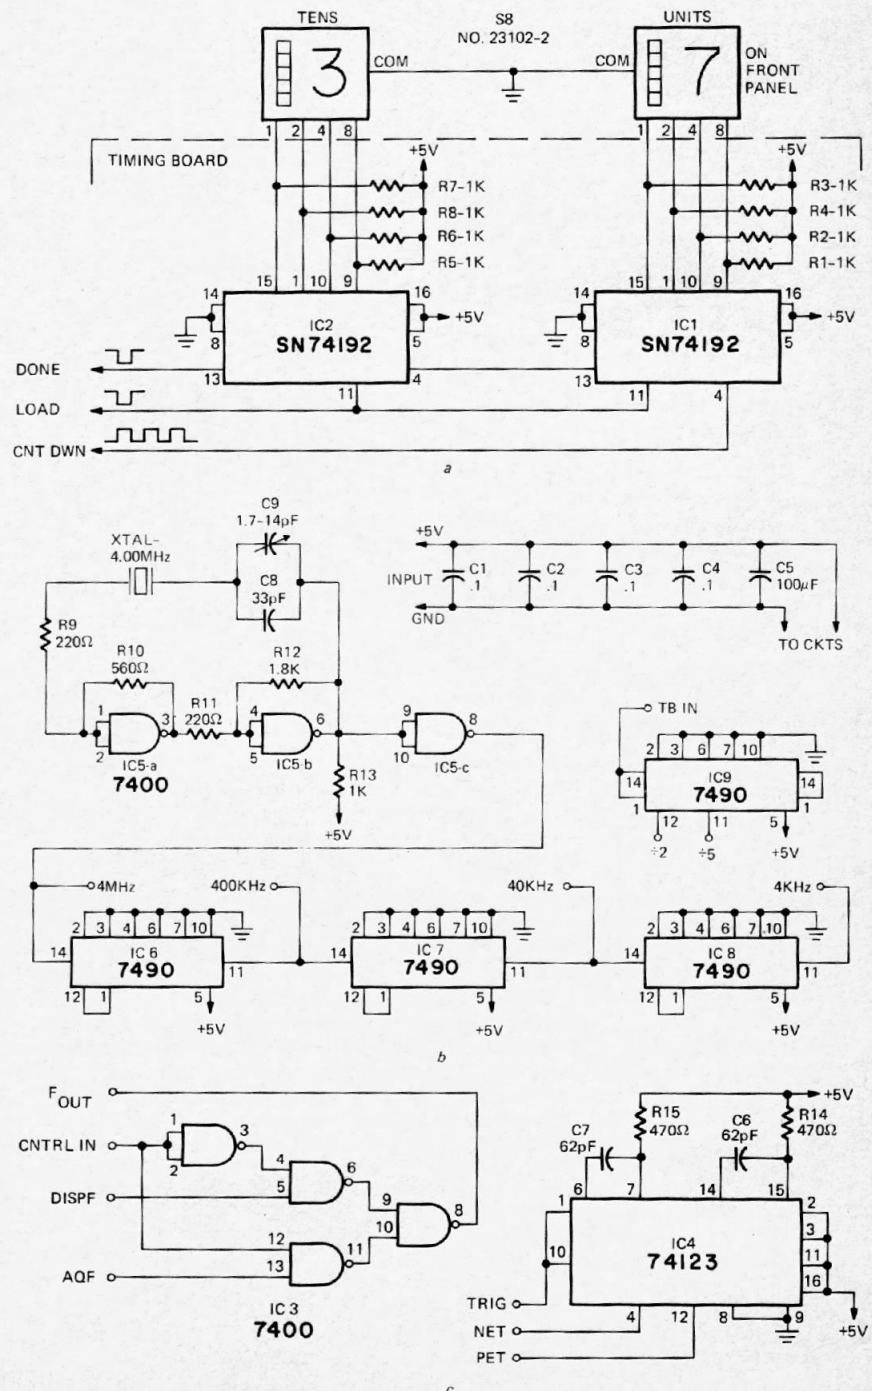 TENS
S8
NO. 23102-2
UNITS
3
COM
COM
7
ON
FRONT
PANEL
1 2 4 8
1 2 4 8
TIMING BOARD
+5V
+5V
R7-1K
R8-1K
R6-1K
R5-1K
R3-1K
R4-1K
R2-1K
R1-1K
15 1 10 9
15 1 10 9
14
8
IC2
SN74192
16
5
+5V
14
8
IC1
SN74192
16
5
+5V
DONE
13
4
13
LOAD
11
11
4
CNT DWN
a
C9
1.7-14pF
XTAL-
4.00MHz
C8
33pF
R9
220Ω
R10
560Ω
R11
220Ω
R12
1.8K
1
2
3
IC5-a
7400
4
5
6
IC5-b
R13
1K
+5V
9
10
8
IC5-c
+5V
INPUT
GND
C1
.1
C2
.1
C3
.1
C4
.1
C5
100μF
TO CKTS
TB IN
2 3 6 7 10
14
1
IC9
7490
14
1
12 11 5
÷2
÷5
+5V
4MHz
400KHz
40KHz
4KHz
2 3 4 6 7 10
14
IC 6
7490
11
12 1
5
+5V
2 3 4 6 7 10
14
IC 7
7490
11
12 1
5
+5V
2 3 4 6 7 10
14
IC 8
7490
11
12 1
5
+5V
b
FOUT
CNTRL IN
DISPF
AQF
1
2
3
4
5
6
9
10
8
12
13
11
IC 3
7400
+5V
R15
470Ω
R14
470Ω
C7
62pF
C6
62pF
6 7 14 15
1
10
IC4
74123
2
3
11
16
TRIG
NET
PET
4 12 8 9
+5V
c